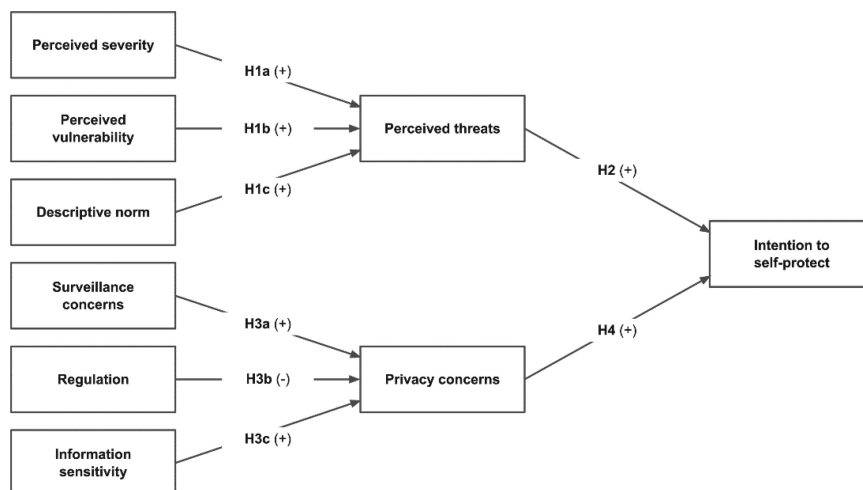 Perceived severity
H1a (+)
Perceived
vulnerability
H1b (+)
Perceived threats
Descriptive norm
H1c (+)
H2 (+)
Intention to
self-protect
Surveillance
concerns
H3a (+)
H4 (+)
Regulation
H3b (-)
Privacy concerns
Information
sensitivity
H3c (+)